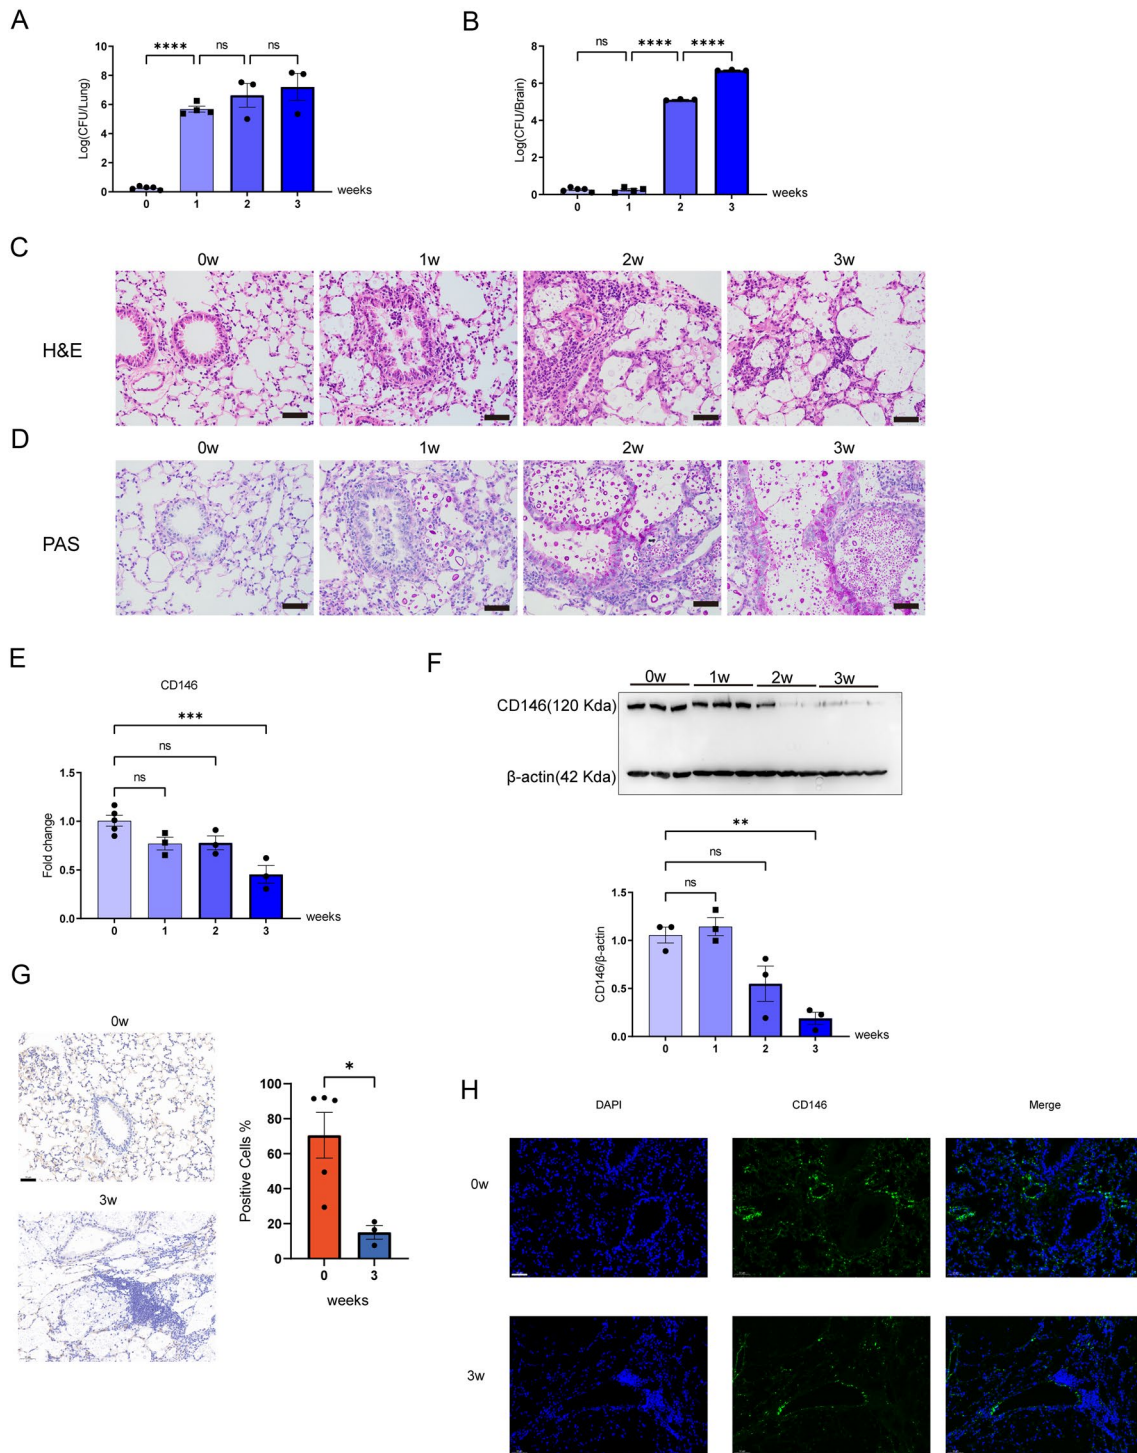 A
**** ns ns
Log(CFU/Lung)
10
8
6
4
2
0
0 1 2 3 weeks
B
ns **** ****
Log(CFU/Brain)
8
6
4
2
0
0 1 2 3 weeks
C
0w 1w 2w 3w
H&E
D
0w 1w 2w 3w
PAS
E
CD146
***
ns
ns
Fold change
1.5
1.0
0.5
0.0
0 1 2 3 weeks
F
0w 1w 2w 3w
CD146(120 Kda)
β-actin(42 Kda)
**
ns
ns
CD146/β-actin
1.5
1.0
0.5
0.0
0 1 2 3 weeks
G
0w
3w
*
Positive Cells %
100
80
60
40
20
0
0 3
weeks
H
DAPI CD146 Merge
0w
3w